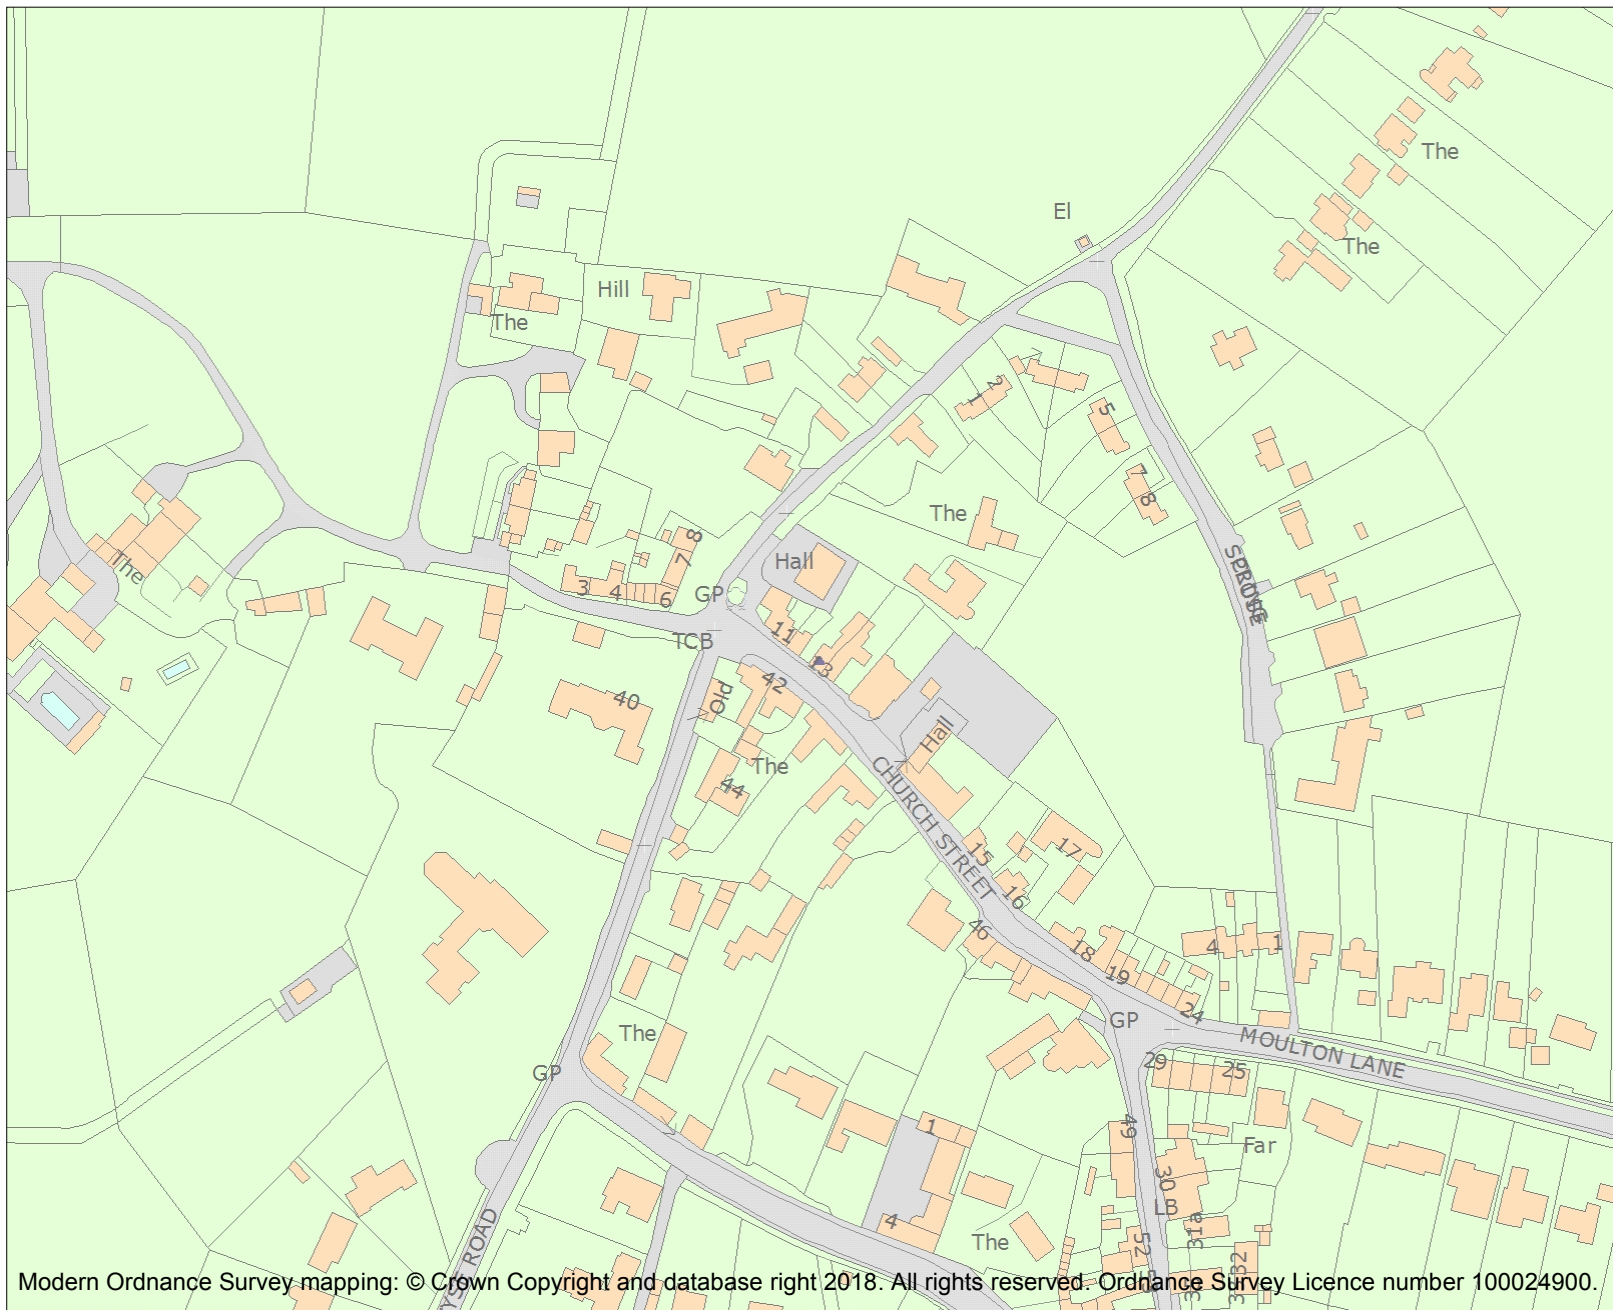 The
El
The
Hill
The
7
2
1
5
7
8
The
8
Hall
7
The
3
4
6
GP
11
TCB
13
42
40
Old
Hall
The
44
CHURCH STREET
15
17
16
46
18
4
1
19
24
GP
The
MOULTON LANE
GP
29
25
1
49
Far
30
LB
4
31a
The
52
32
YS ROAD
Modern Ordnance Survey mapping: © Crown Copyright and database right 2018. All rights reserved. Ordnance Survey Licence number 100024900.